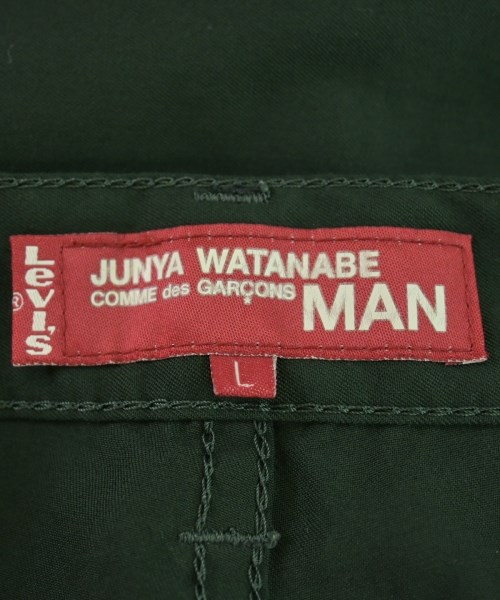 Levi's
®
JUNYA WATANABE
COMME des GARÇONS
MAN
L